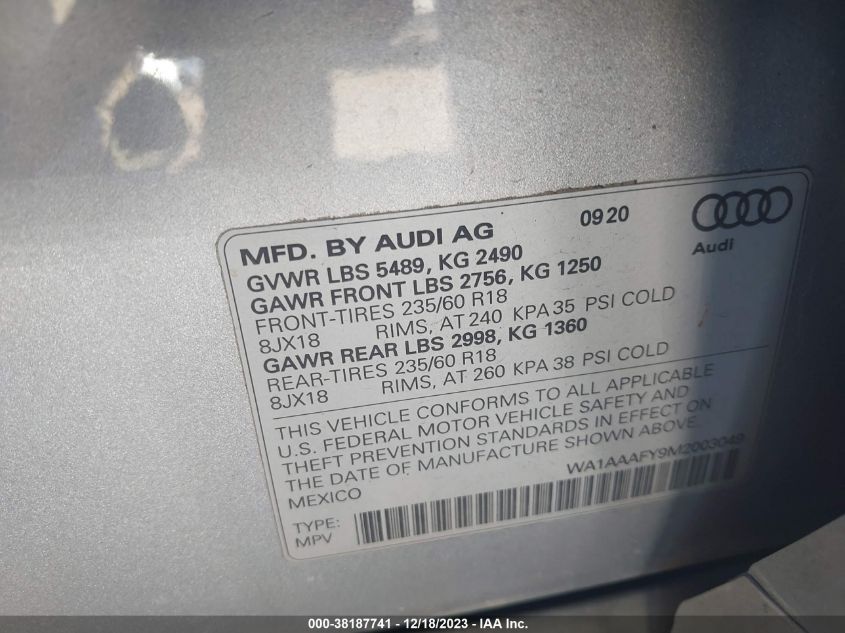 MFD. BY AUDI AG 09 20
Audi
GVWR LBS 5489, KG 2490
GAWR FRONT LBS 2756, KG 1250
FRONT-TIRES 235/60 R18
8JX18 RIMS, AT 240 KPA 35 PSI COLD
GAWR REAR LBS 2998, KG 1360
REAR-TIRES 235/60 R18
8JX18 RIMS, AT 260 KPA 38 PSI COLD
THIS VEHICLE CONFORMS TO ALL APPLICABLE
U.S. FEDERAL MOTOR VEHICLE SAFETY AND
THEFT PREVENTION STANDARDS IN EFFECT ON
THE DATE OF MANUFACTURE SHOWN ABOVE.
MEXICO WA1AAAFY9M2003049
TYPE:
MPV
000-38187741 - 12/18/2023 - IAA Inc.